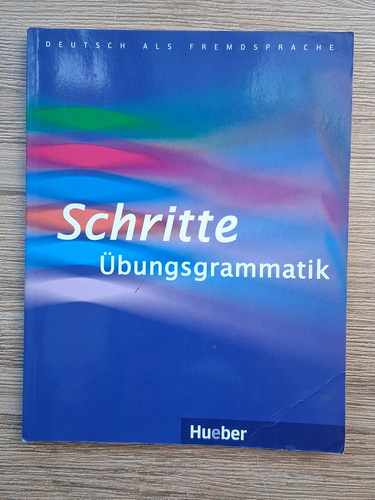 DEUTSCH ALS FREMDSPRACHE
Schritte
Übungsgrammatik
Hueber